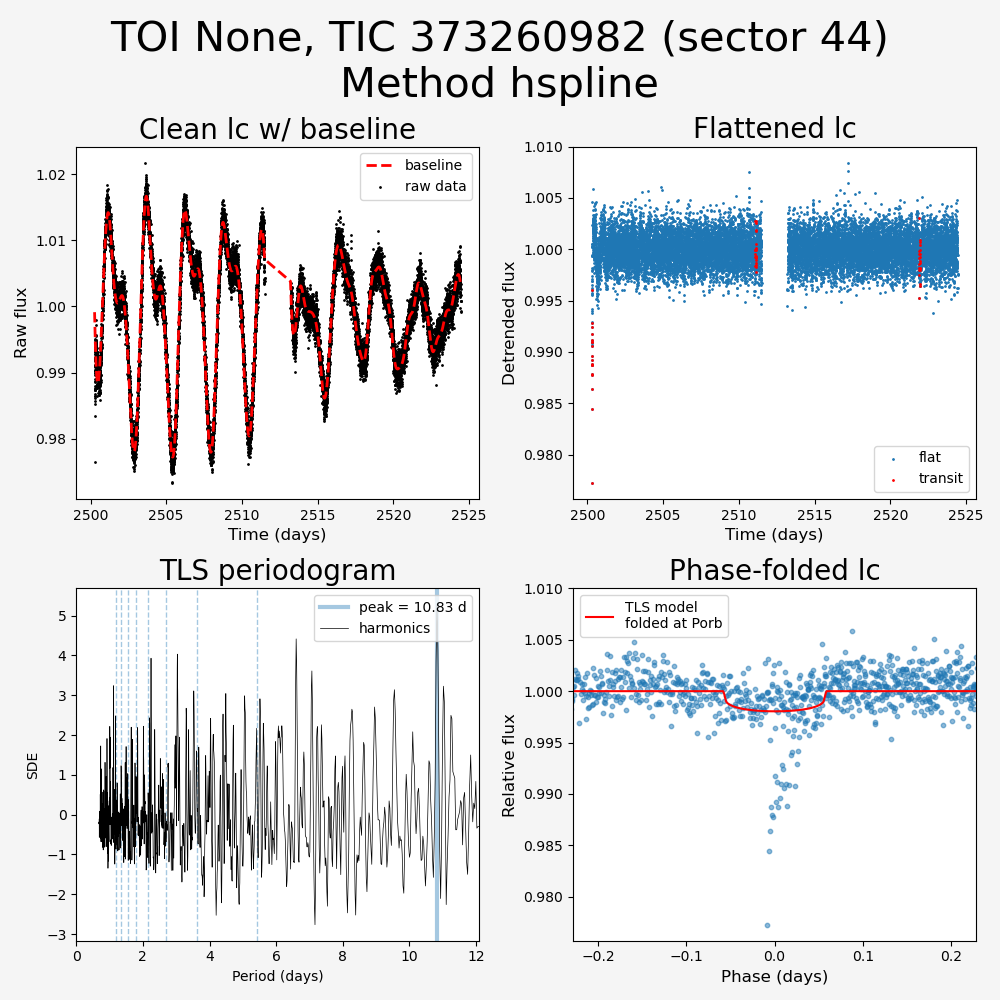 TOI None, TIC 373260982 (sector 44)
Method hspline
Clean lc w/ baseline
baseline
raw data
1.02
1.01
1.00
0.99
0.98
Raw flux
2500
2505
2510
2515
2520
2525
Time (days)
Flattened lc
1.010
1.005
1.000
0.995
0.990
0.985
0.980
Detrended flux
flat
transit
2500
2505
2510
2515
2520
2525
Time (days)
TLS periodogram
peak = 10.83 d
harmonics
5
4
3
2
1
0
−1
−2
−3
SDE
0
2
4
6
8
10
12
Period (days)
Phase-folded lc
TLS model
folded at Porb
1.010
1.005
1.000
0.995
0.990
0.985
0.980
Relative flux
−0.2
−0.1
0.0
0.1
0.2
Phase (days)